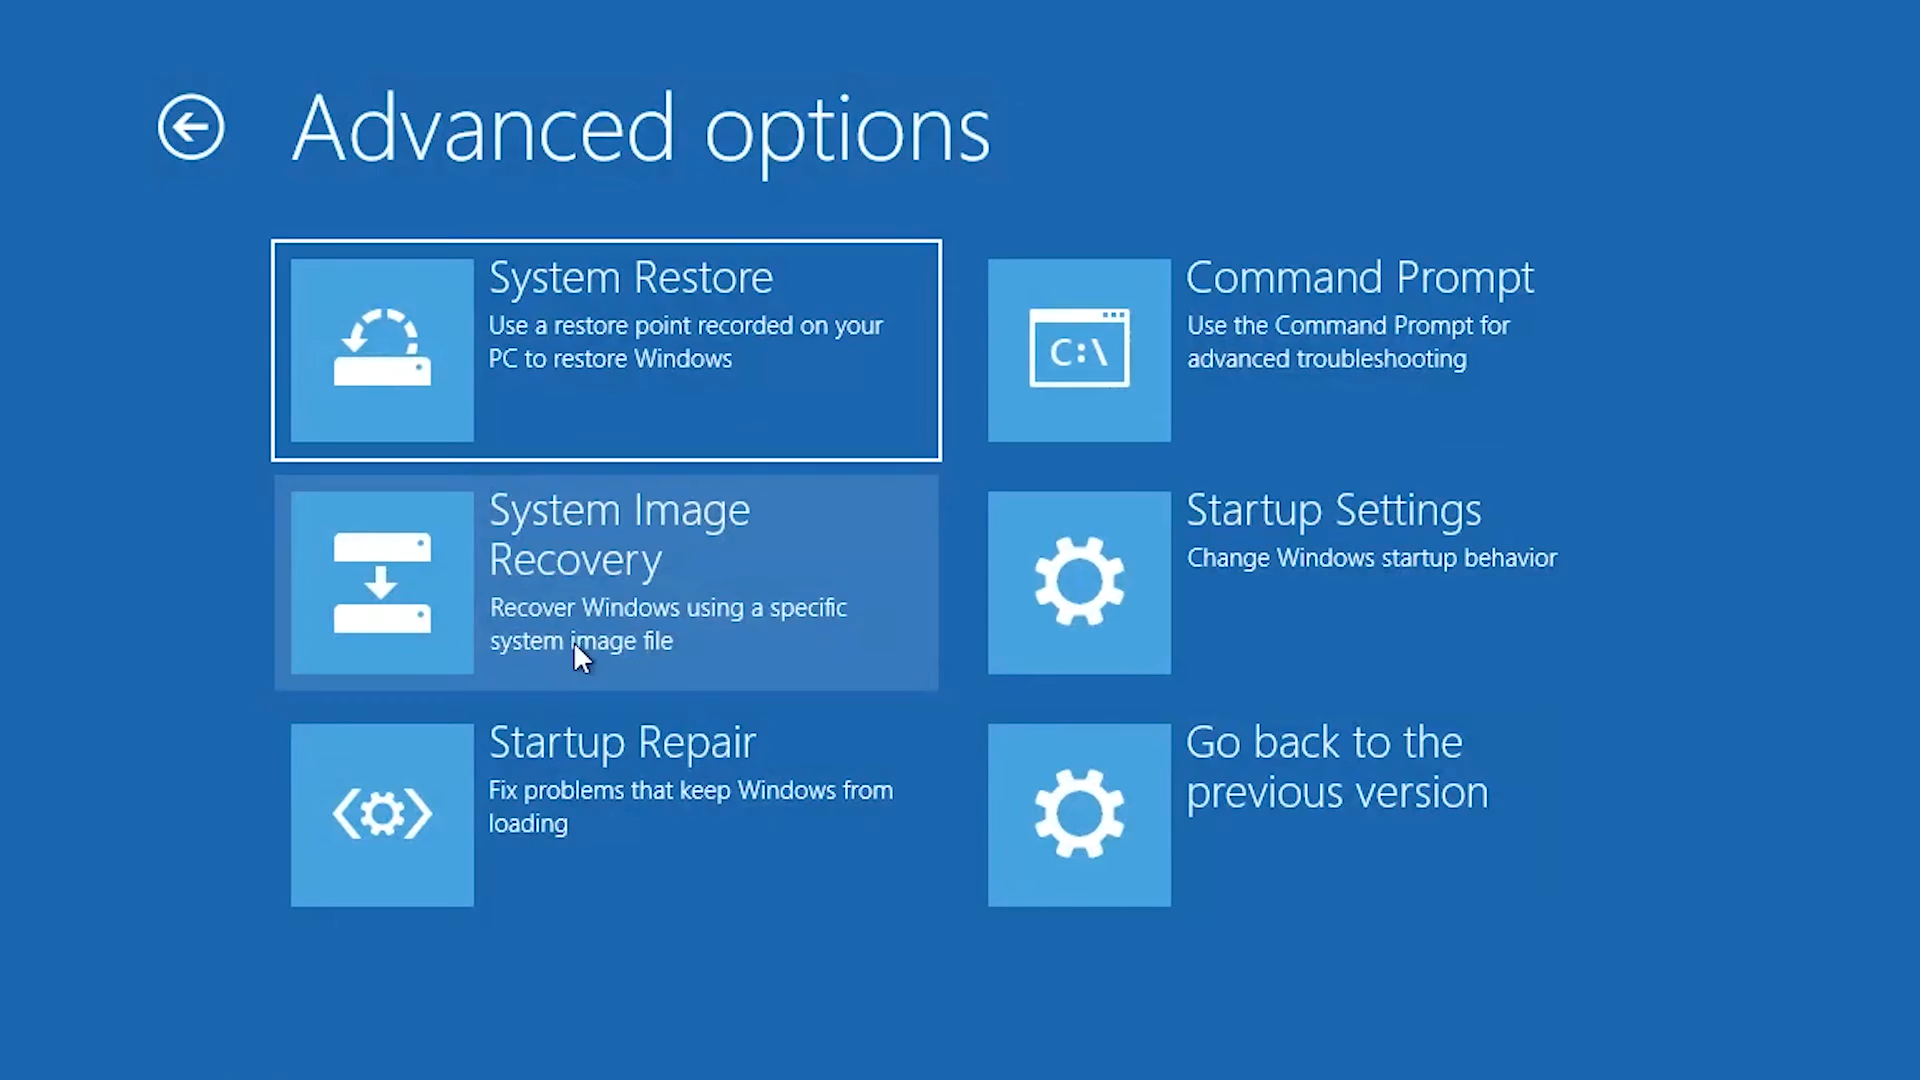 Advanced options
System Restore
Use a restore point recorded on your
PC to restore Windows
System Image
Recovery
Recover Windows using a specific
system image file
Startup Repair
Fix problems that keep Windows from
loading
Command Prompt
C:\
Use the Command Prompt for
advanced troubleshooting
Startup Settings
Change Windows startup behavior
Go back to the
previous version